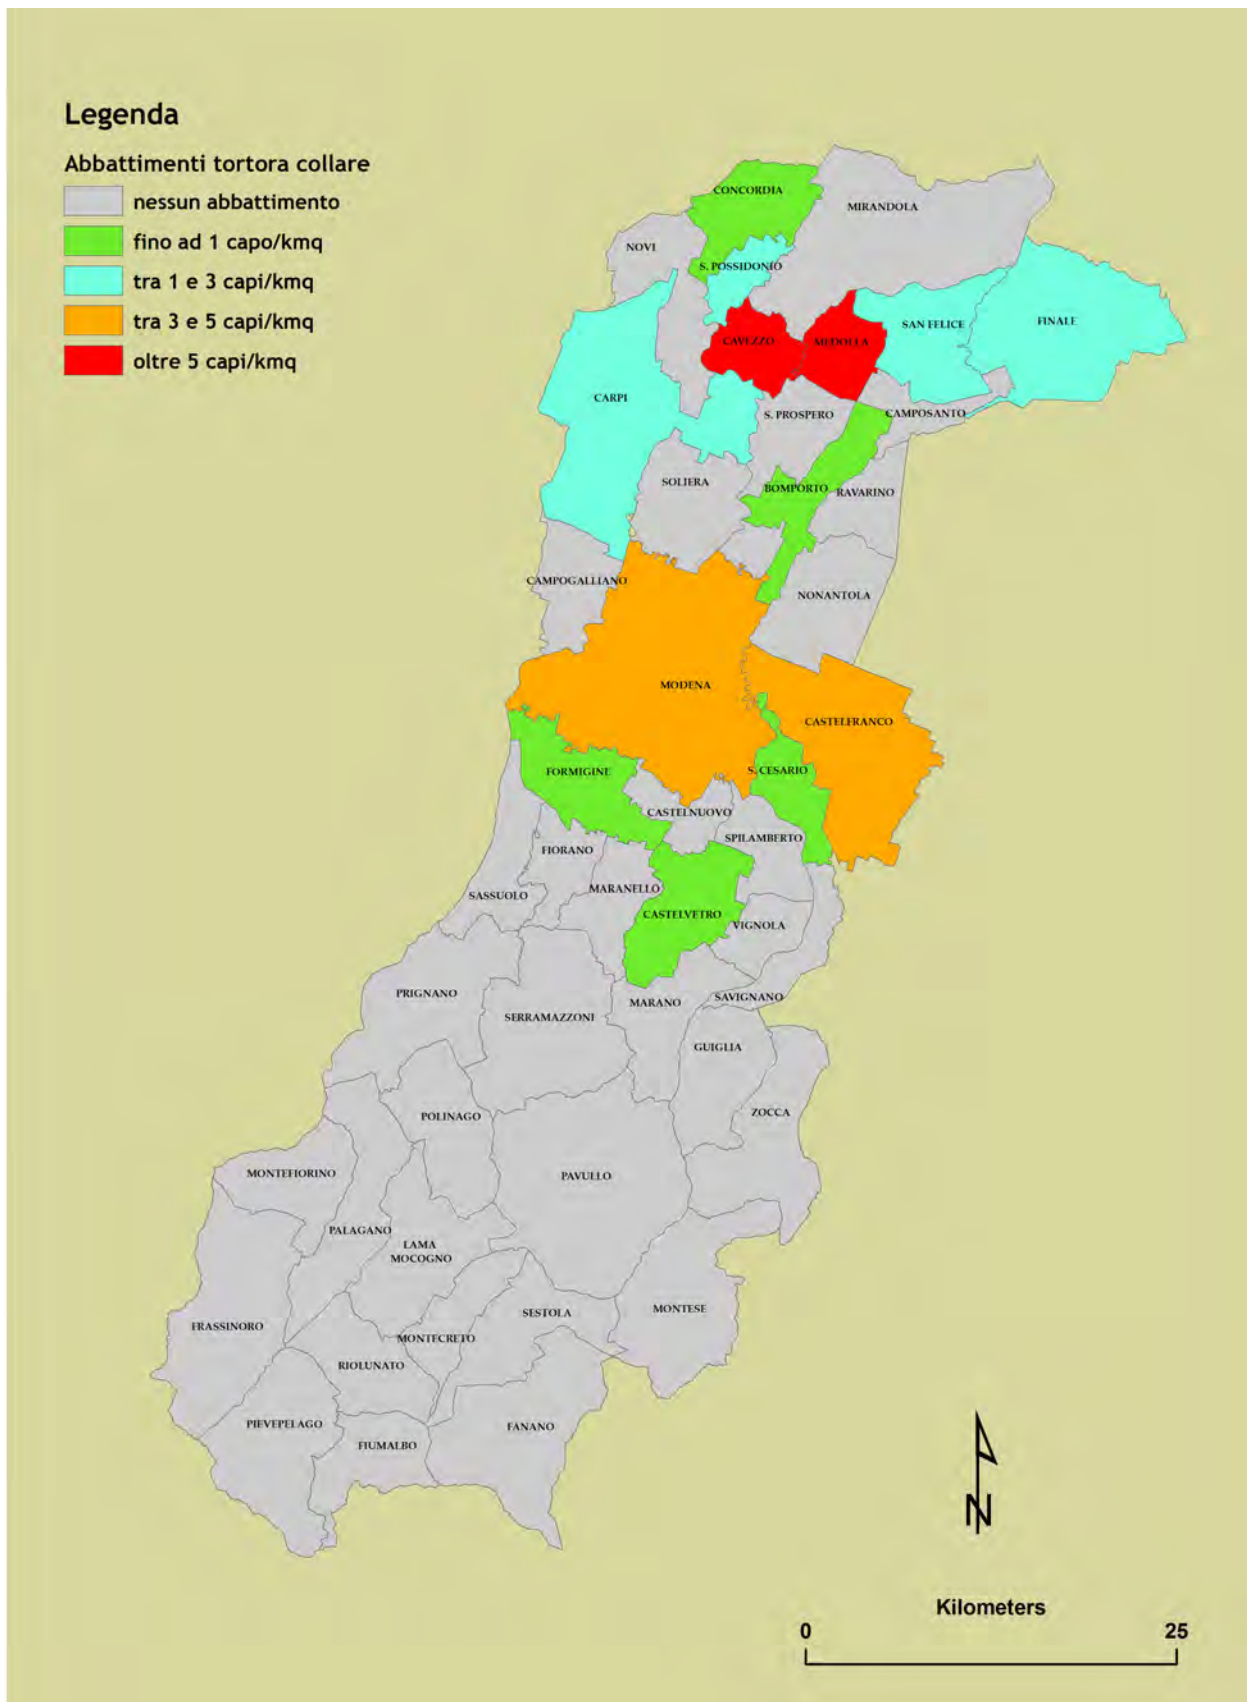 Legenda
Abbattimenti tortora collare
nessun abbattimento
fino ad 1 capo/kmq
tra 1 e 3 capi/kmq
tra 3 e 5 capi/kmq
oltre 5 capi/kmq
CONCORDIA
MIRANDOLA
NOVI
S. POSSIDONIO
SAN FELICE
FINALE
CAVEZZO
MEDOLLA
CARPI
S. PROSPERO
CAMPOSANTO
SOLIERA
BOMPORTO
RAVARINO
CAMPOGALLIANO
NONANTOLA
MODENA
CASTELFRANCO
FORMIGINE
S. CESARIO
CASTELNUOVO
SPILAMBERTO
FIORANO
MARANELLO
SASSUOLO
CASTELVETRO
VIGNOLA
PRIGNANO
SAVIGNANO
MARANO
SERRAMAZZONI
GUIGLIA
ZOCCA
POLINAGO
MONTEFIORINO
PAVULLO
PALAGANO
LAMA
MOCOGNO
SESTOLA
MONTESE
FRASSINORO
MONTECRETO
RIOLUNATO
PIEVEPELAGO
FANANO
FIUMALBO
N
Kilometers
0 25